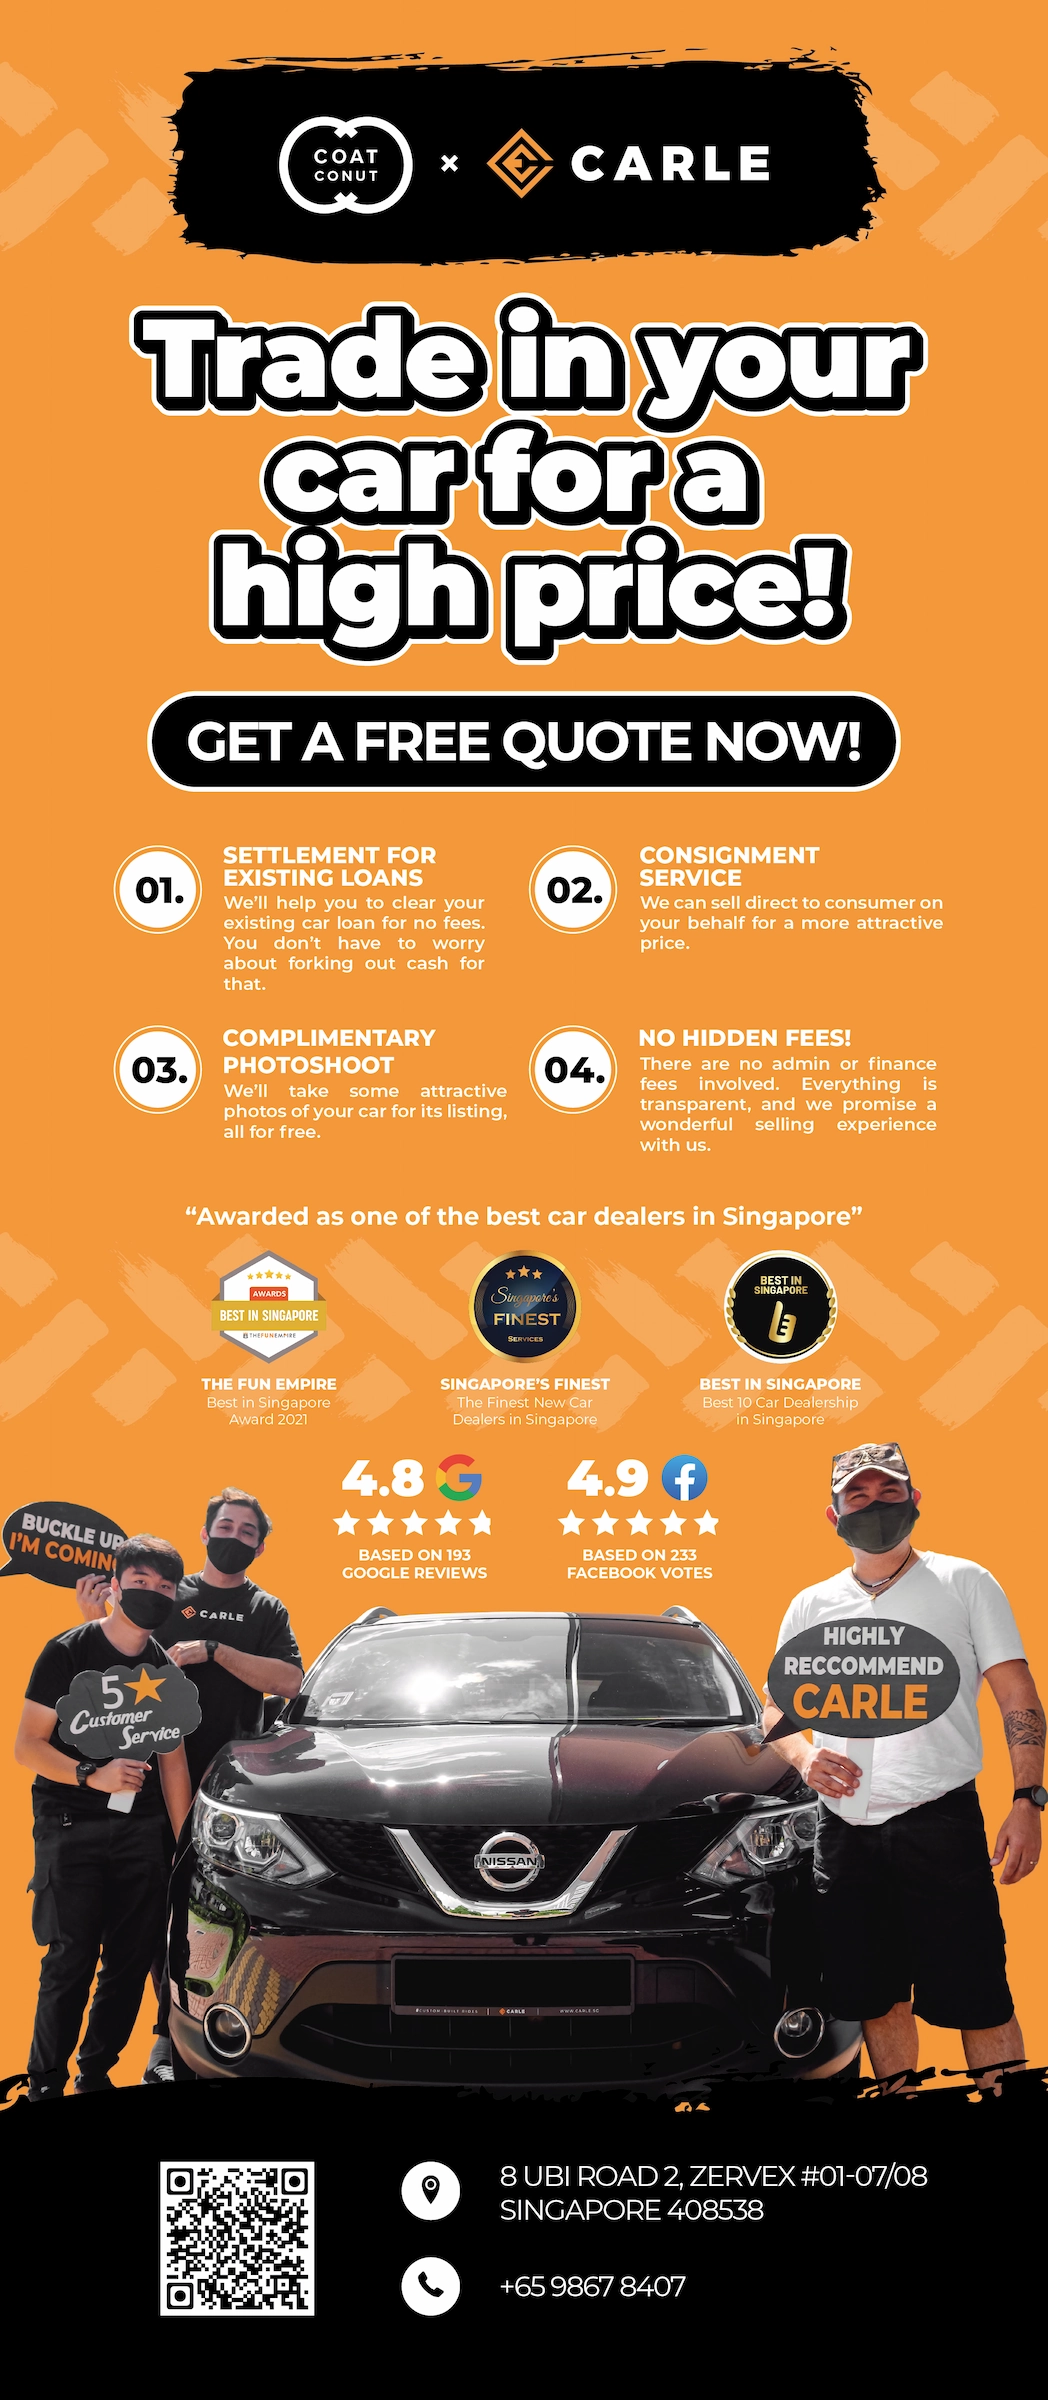 COAT
CONUT
×
CARLE
Trade in your
car for a
high price!
GET A FREE QUOTE NOW!
01.
SETTLEMENT FOR
EXISTING LOANS
We'll help you to clear your
existing car loan for no fees.
You don't have to worry
about forking out cash for
that.
02.
CONSIGNMENT
SERVICE
We can sell direct to consumer on
your behalf for a more attractive
price.
03.
COMPLIMENTARY
PHOTOSHOOT
We'll take some attractive
photos of your car for its listing,
all for free.
04.
NO HIDDEN FEES!
There are no admin or finance
fees involved. Everything is
transparent, and we promise a
wonderful selling experience
with us.
“Awarded as one of the best car dealers in Singapore”
AWARDS
BEST IN SINGAPORE
THEFUNEMPIRE
THE FUN EMPIRE
Best in Singapore
Award 2021
Singapore's
FINEST
SERVICES
SINGAPORE'S FINEST
The Finest New Car
Dealers in Singapore
BEST IN
SINGAPORE
BEST IN SINGAPORE
Best 10 Car Dealership
in Singapore
4.8
BASED ON 193
GOOGLE REVIEWS
4.9
BASED ON 233
FACEBOOK VOTES
BUCKLE UP
I'M COMING
CARLE
5
Customer
Service
HIGHLY
RECCOMMEND
CARLE
NISSAN
#CUSTOM-BUILT RIDES | CARLE | WWW.CARLE.SG
8 UBI ROAD 2, ZERVEX #01-07/08
SINGAPORE 408538
+65 9867 8407